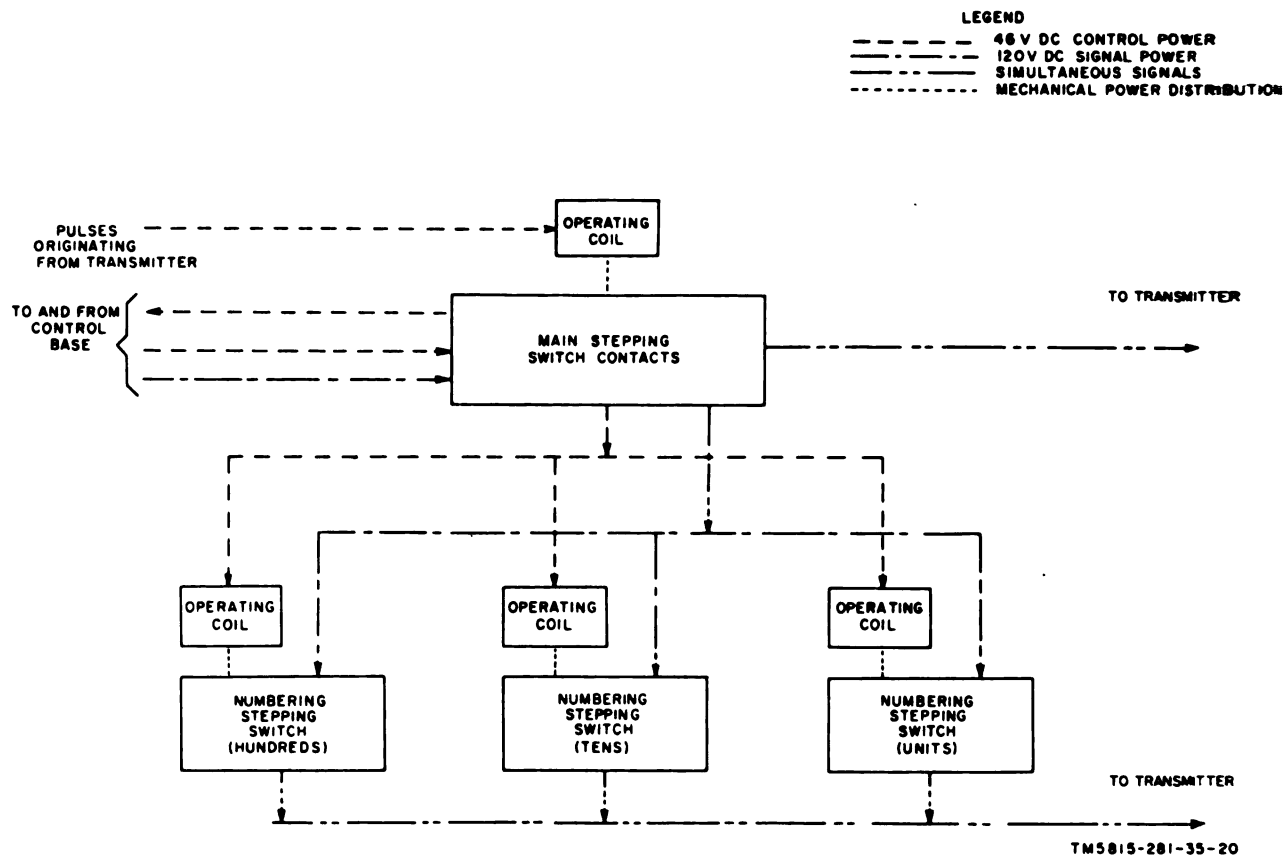 LEGEND
46 V DC CONTROL POWER
120V DC SIGNAL POWER
SIMULTANEOUS SIGNALS
MECHANICAL POWER DISTRIBUTION
PULSES
ORIGINATING
FROM TRANSMITTER
OPERATING
COIL
TO AND FROM
CONTROL
BASE
MAIN STEPPING
SWITCH CONTACTS
TO TRANSMITTER
OPERATING
COIL
OPERATING
COIL
OPERATING
COIL
NUMBERING
STEPPING
SWITCH
(HUNDREDS)
NUMBERING
STEPPING
SWITCH
(TENS)
NUMBERING
STEPPING
SWITCH
(UNITS)
TO TRANSMITTER
TM5815-281-35-20